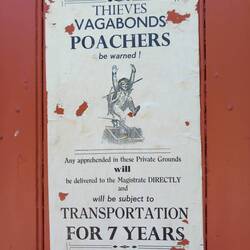 THIEVES
VAGABONDS
POACHERS
be warned !
Any apprehended in these Private Grounds
will
be delivered to the Magistrate DIRECTLY
and
will be subject to
TRANSPORTATION
FOR 7 YEARS